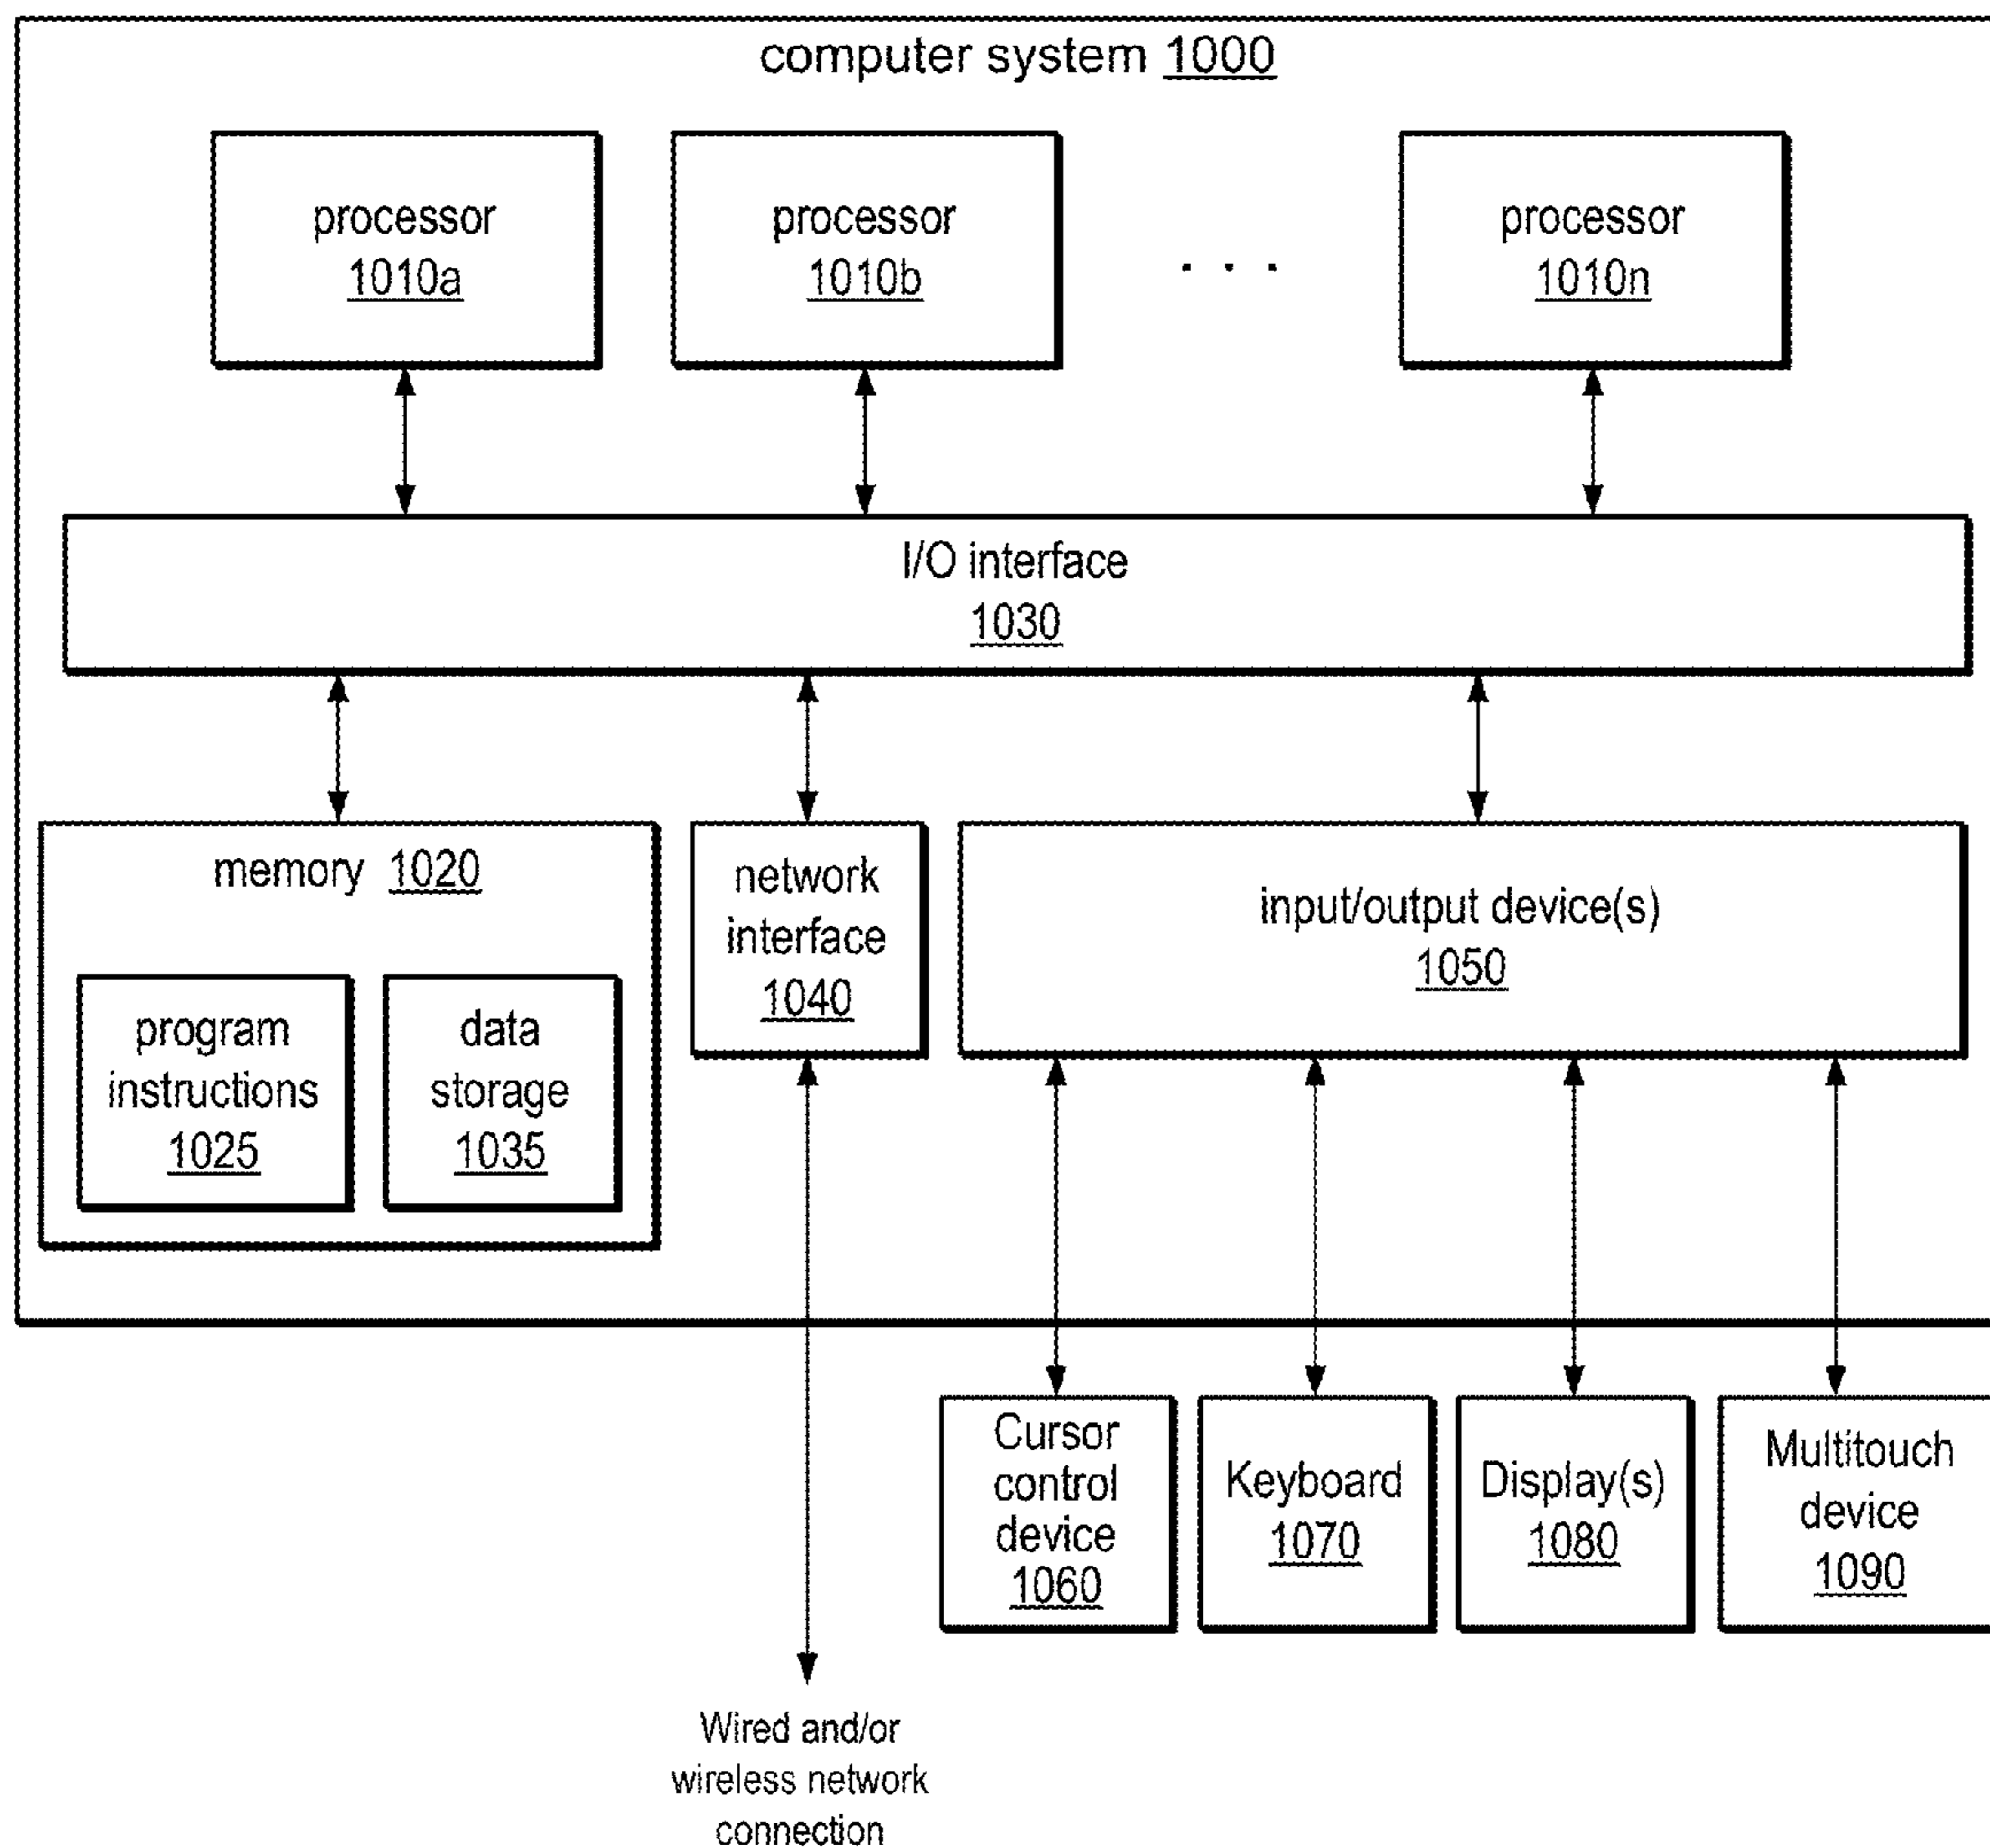 computer system 1000
processor
1010a
processor
1010b
. . .
processor
1010n
I/O interface
1030
memory 1020
program
instructions
1025
data
storage
1035
network
interface
1040
input/output device(s)
1050
Cursor
control
device
1060
Keyboard
1070
Display(s)
1080
Multitouch
device
1090
Wired and/or
wireless network
connection